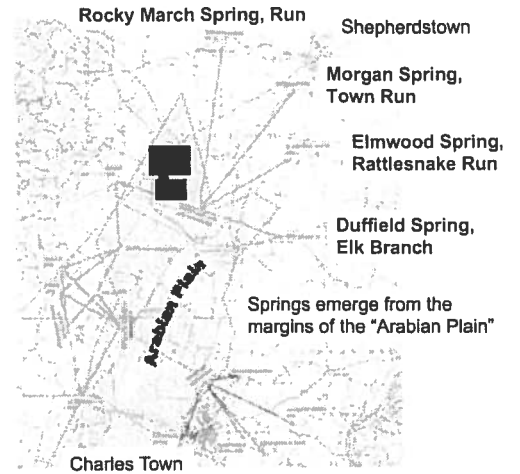 Rocky March Spring, Run
Shepherdstown
Morgan Spring,
Town Run
Elmwood Spring,
Rattlesnake Run
Duffield Spring,
Elk Branch
Arabian Plain
Springs emerge from the
margins of the “Arabian Plain”
Charles Town